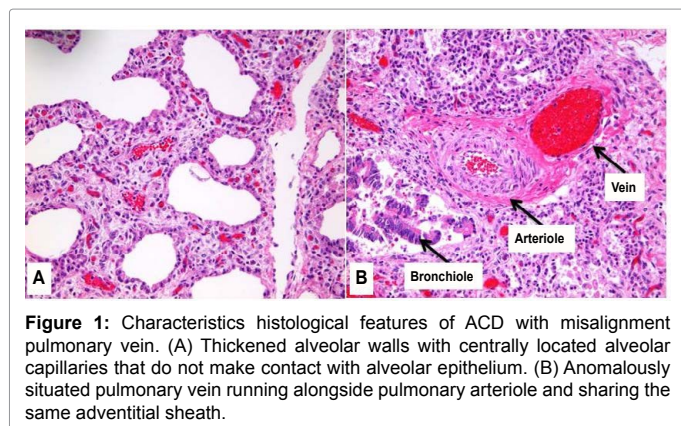 A
B
Vein
Arteriole
Bronchiole
Figure 1: Characteristics histological features of ACD with misalignment
pulmonary vein. (A) Thickened alveolar walls with centrally located alveolar
capillaries that do not make contact with alveolar epithelium. (B) Anomalously
situated pulmonary vein running alongside pulmonary arteriole and sharing the
same adventitial sheath.